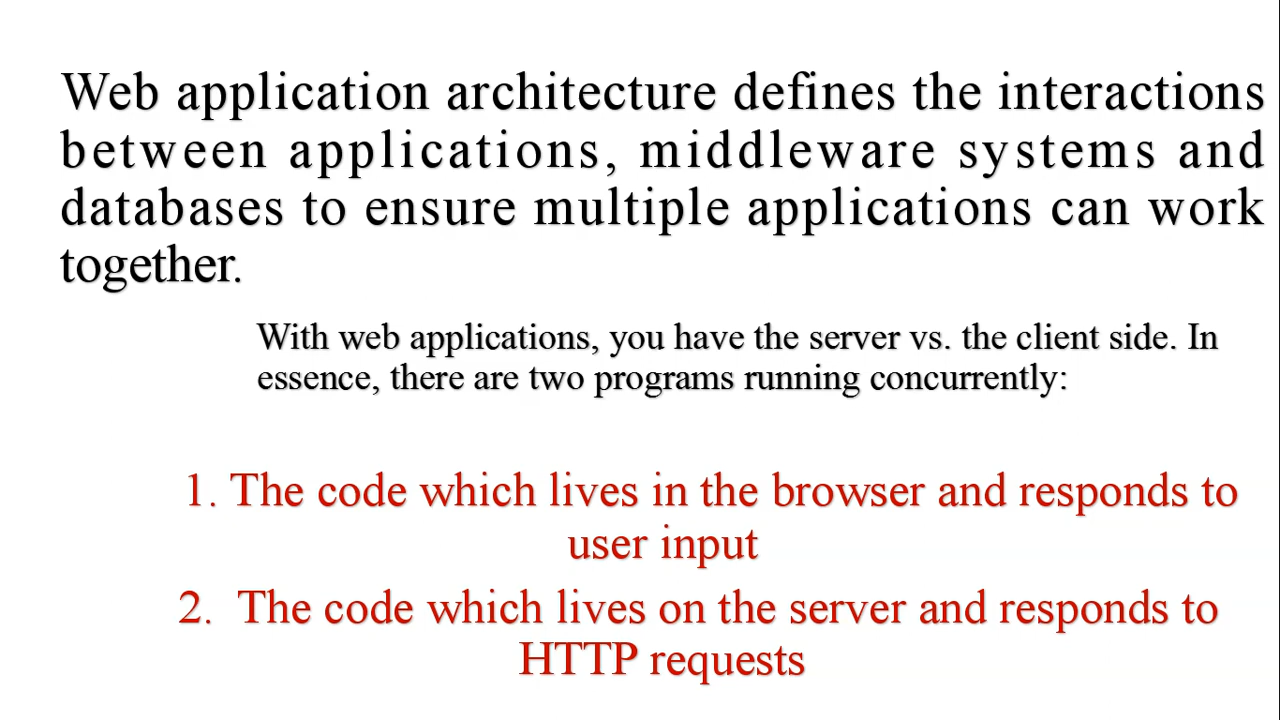 Web application architecture defines the interactions
between applications, middleware systems and
databases to ensure multiple applications can work
together.
With web applications, you have the server vs. the client side. In
essence, there are two programs running concurrently:
1. The code which lives in the browser and responds to
user input
2. The code which lives on the server and responds to
HTTP requests